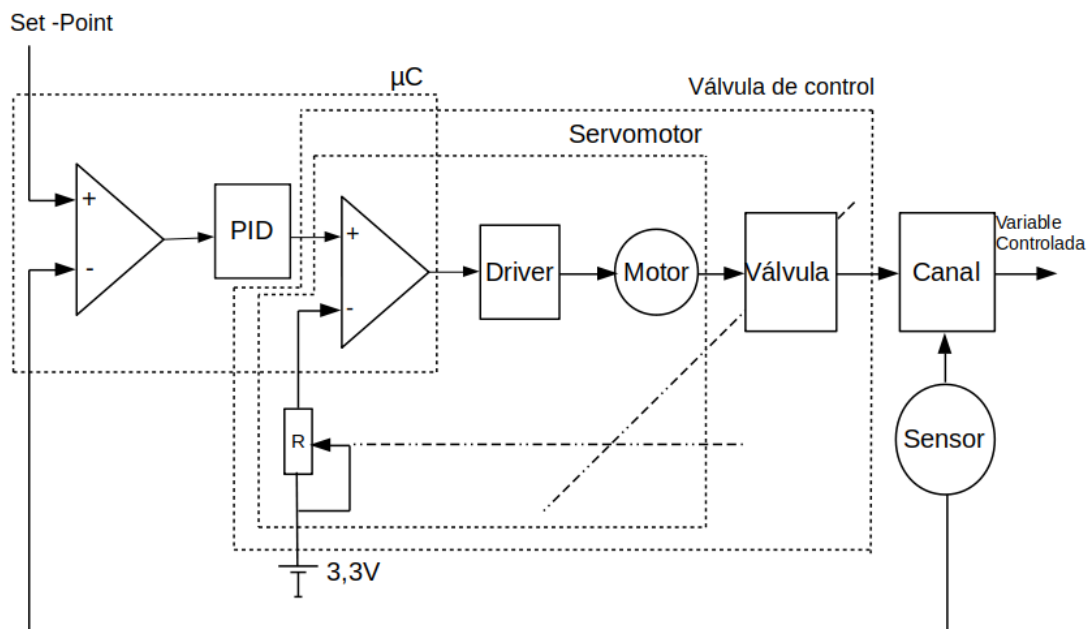 Set -Point
µC
Válvula de control
Servomotor
+
-
PID
+
-
Driver
Motor
Válvula
Canal
Variable
Controlada
R
Sensor
3,3V